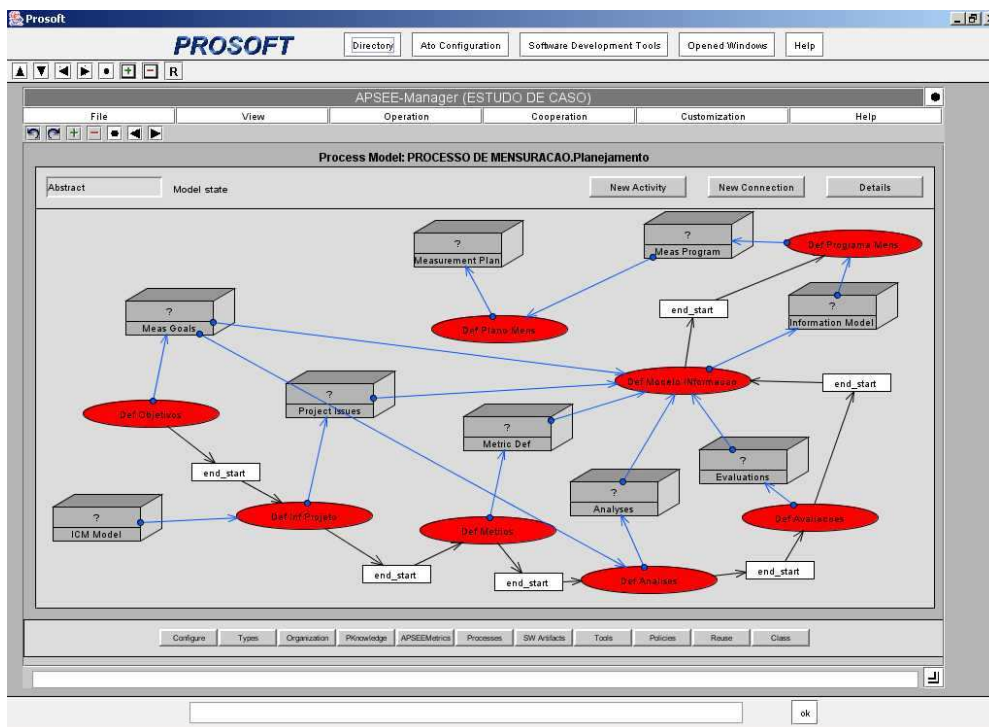 Prosoft
PROSOFT
Directory
Ato Configuration
Software Development Tools
Opened Windows
Help
R
APSEE-Manager (ESTUDO DE CASO)
File
View
Operation
Cooperation
Customization
Help
Process Model: PROCESSO DE MENSURACAO.Planejamento
Abstract
Model state
New Activity
New Connection
Details
?
Measurement Plan
?
Meas Program
Def Programa Mens
?
Meas Goals
end_start
?
Information Model
Def Plano Mens
Def Modelo Informacao
end_start
?
Project Issues
Def Objetivos
?
Metric Def
?
Evaluations
end_start
?
Analyses
?
ICM Model
Def Inf Projeto
Def Metrics
Def Avaliacoes
end_start
end_start
Def Analises
end_start
Configure
Types
Organization
PKnowledge
APSEEMetrics
Processes
SW Artifacts
Tools
Policies
Reuse
Class
ok